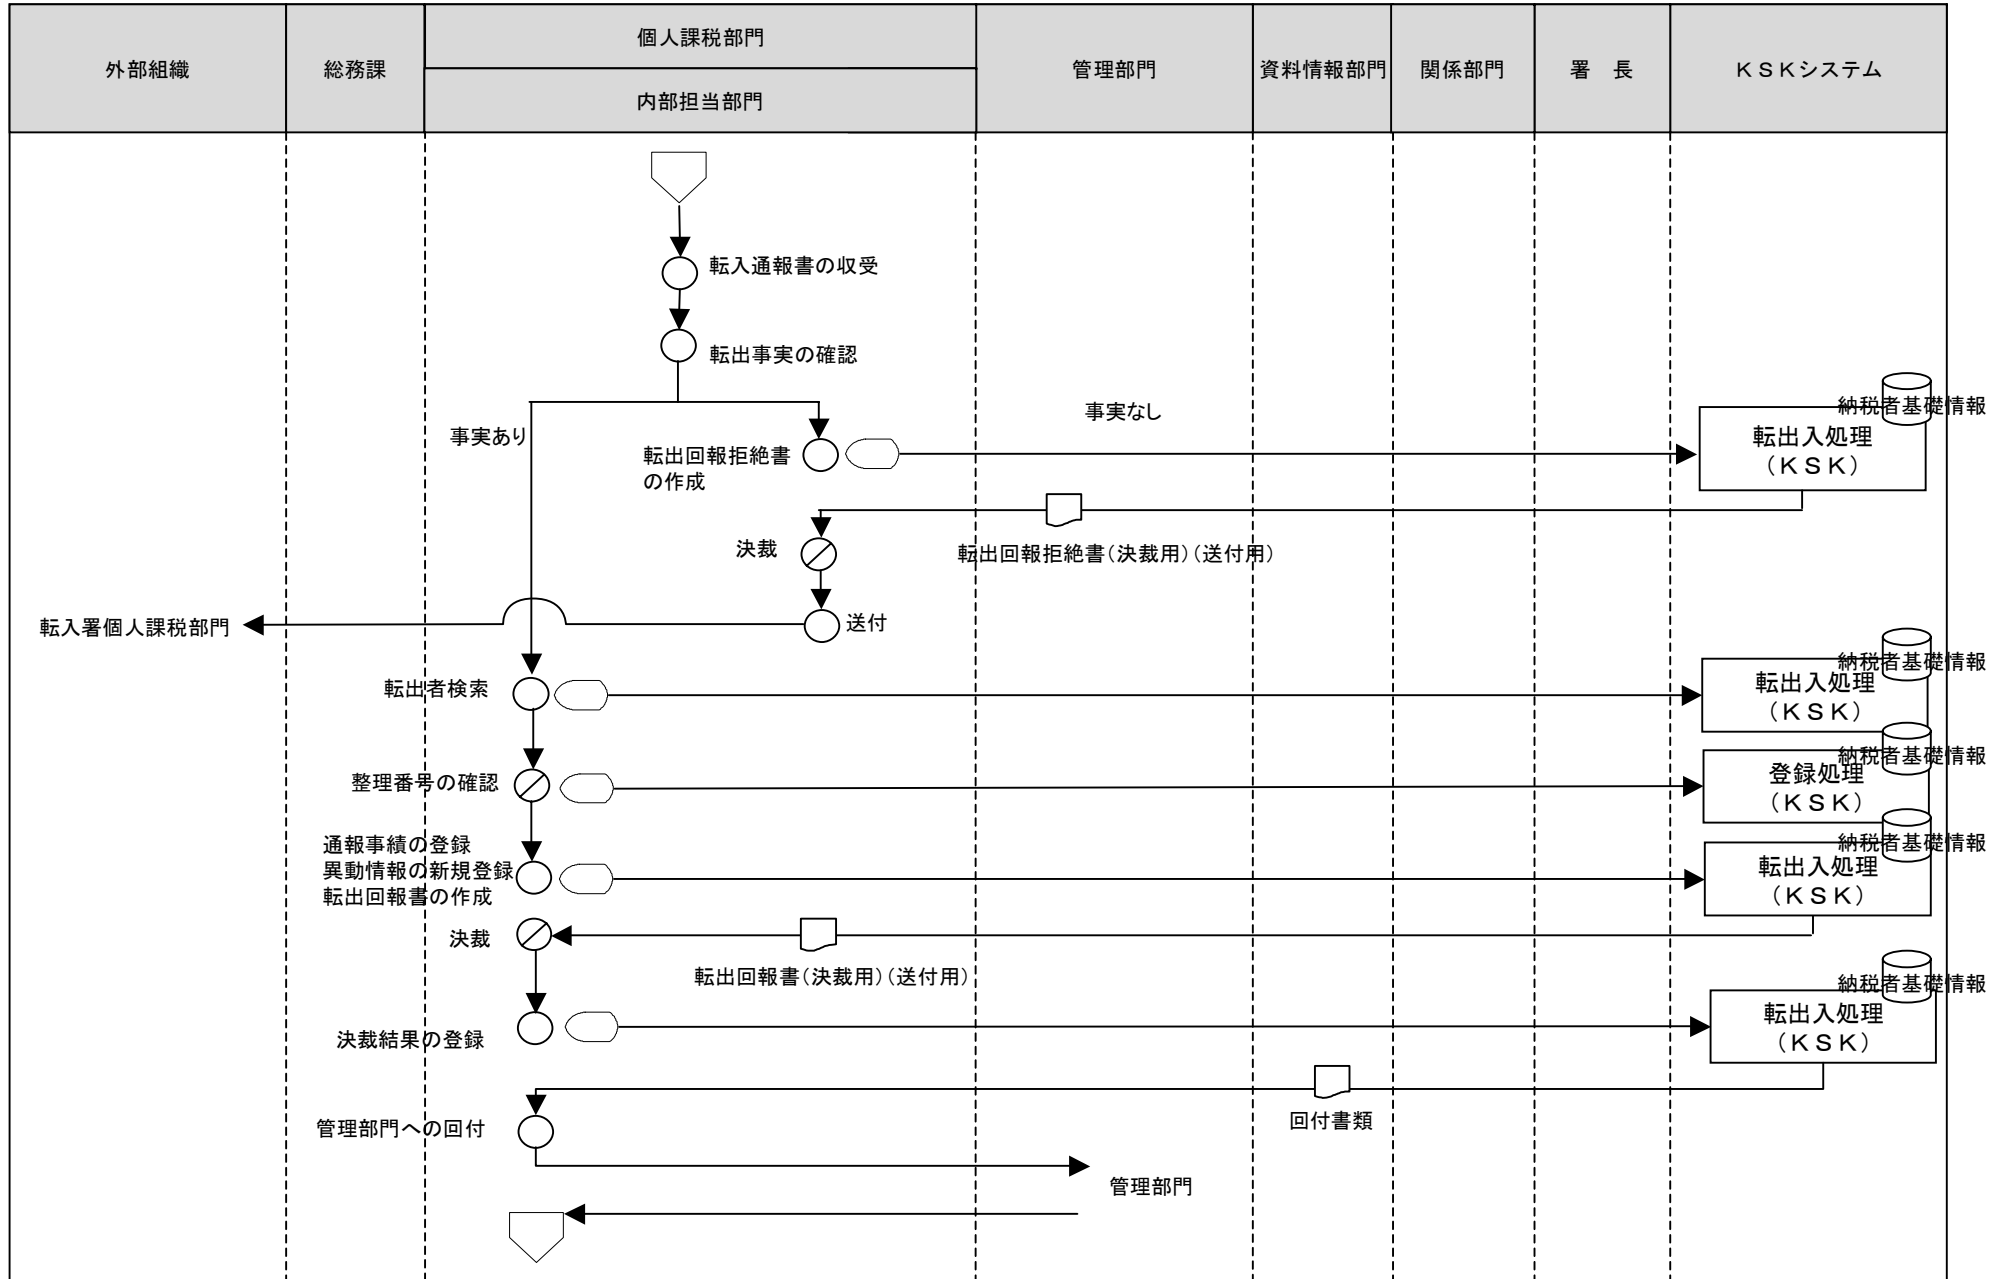 外部組織
総務課
個人課税部門
内部担当部門
管理部門
資料情報部門
関係部門
署　長
ＫＳＫシステム
転入通報書の収受
転出事実の確認
事実あり
事実なし
転出回報拒絶書
の作成
納税者基礎情報
転出入処理
（ＫＳＫ）
決裁
転出回報拒絶書（決裁用）（送付用）
転入署個人課税部門
送付
転出者検索
納税者基礎情報
転出入処理
（ＫＳＫ）
整理番号の確認
納税者基礎情報
登録処理
（ＫＳＫ）
通報事績の登録
異動情報の新規登録
転出回報書の作成
納税者基礎情報
転出入処理
（ＫＳＫ）
決裁
転出回報書（決裁用）（送付用）
決裁結果の登録
納税者基礎情報
転出入処理
（ＫＳＫ）
管理部門への回付
回付書類
管理部門